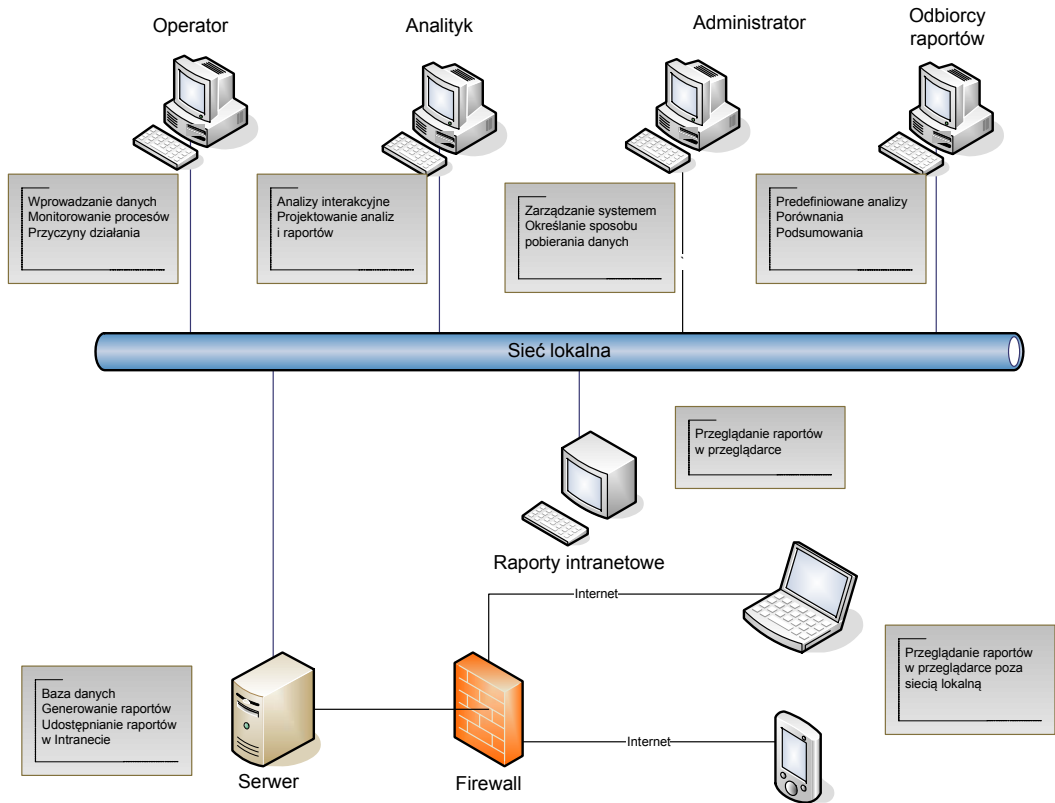 Operator
Analityk
Administrator
Odbiorcy
raportów
Wprowadzanie danych
Monitorowanie procesów
Przyczyny działania
Analizy interakcyjne
Projektowanie analiz
i raportów
Zarządzanie systemem
Określanie sposobu
pobierania danych
Predefiniowane analizy
Porównania
Podsumowania
Sieć lokalna
Przeglądanie raportów
w przeglądarce
Raporty intranetowe
Internet
Przeglądanie raportów
w przeglądarce poza
siecią lokalną
Baza danych
Generowanie raportów
Udostępnianie raportów
w Intranecie
Internet
Serwer
Firewall